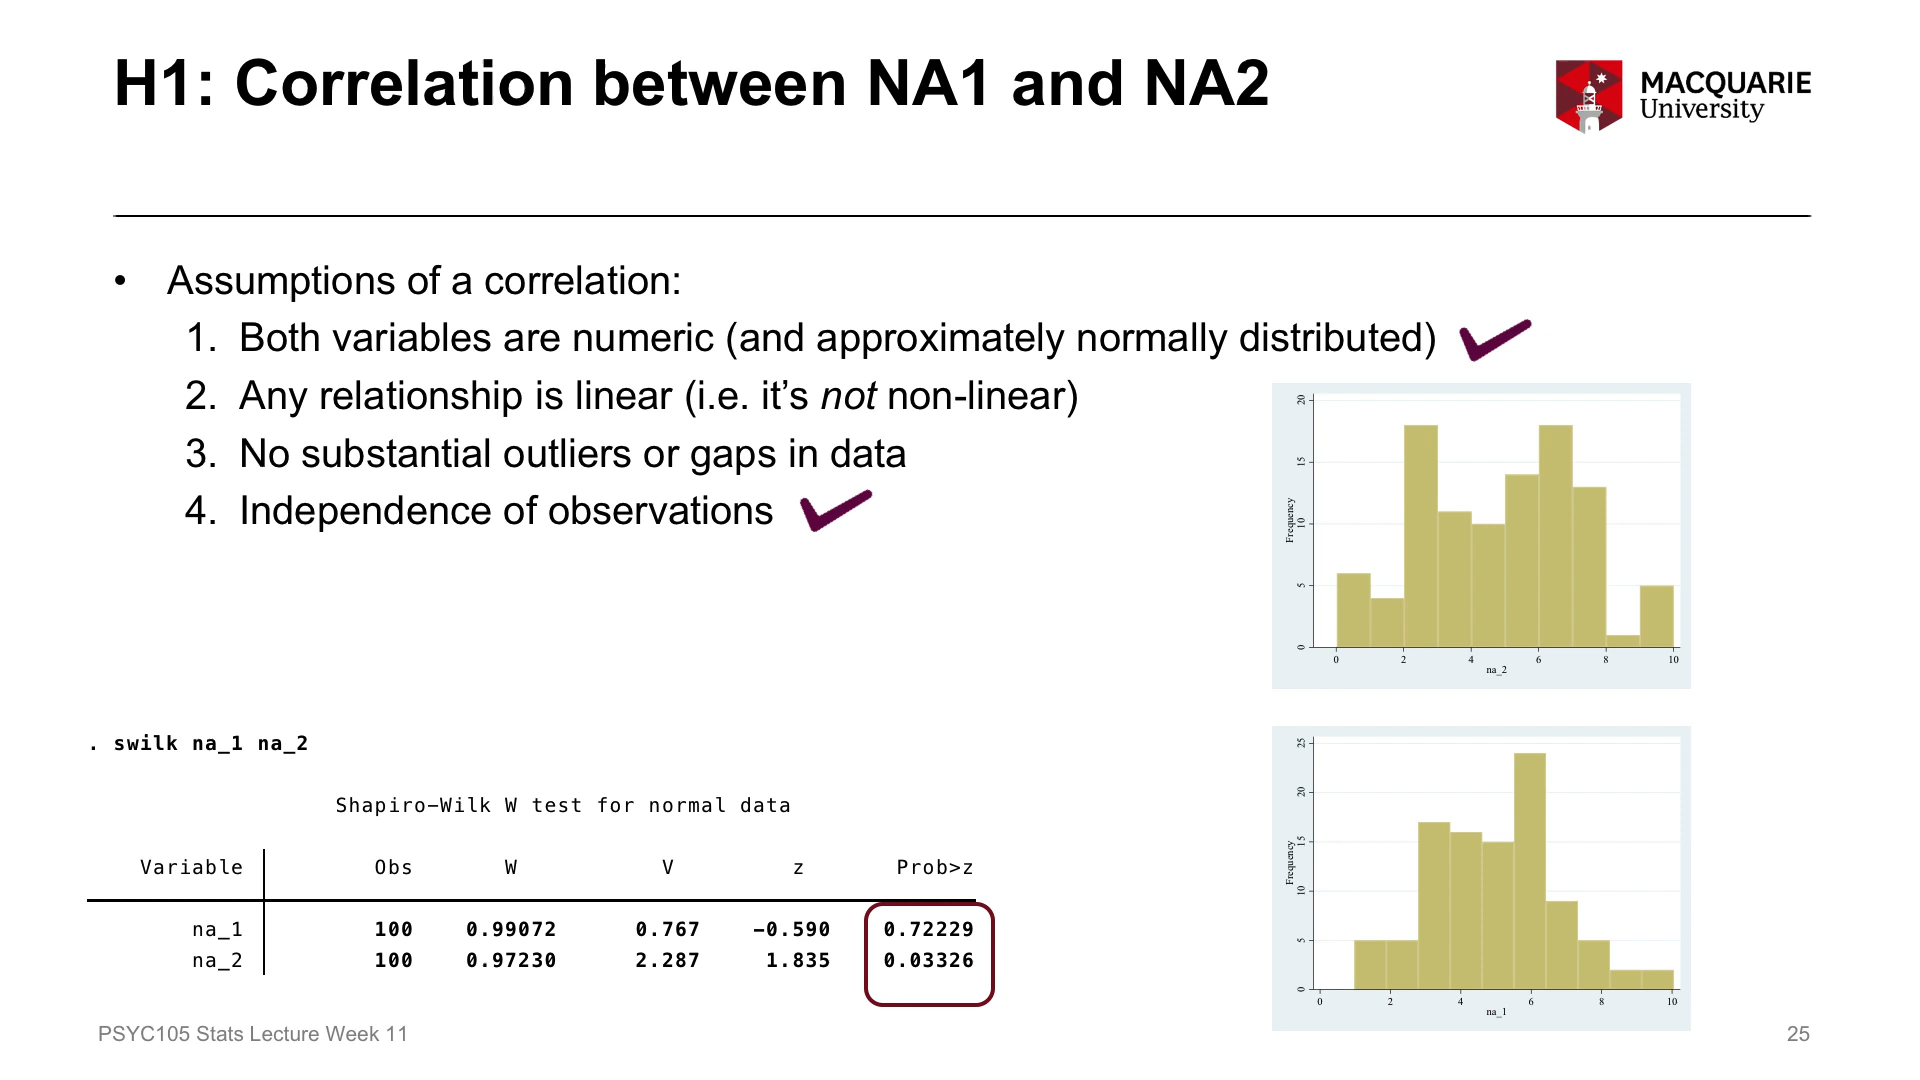 H1: Correlation between NA1 and NA2
MACQUARIE
University
• Assumptions of a correlation:
1. Both variables are numeric (and approximately normally distributed)
2. Any relationship is linear (i.e. it’s not non-linear)
3. No substantial outliers or gaps in data
4. Independence of observations
20
15
10
5
0
Frequency
0 2 4 6 8 10
na_2
. swilk na_1 na_2
Shapiro–Wilk W test for normal data
Variable Obs W V z Prob>z
na_1 100 0.99072 0.767 −0.590 0.72229
na_2 100 0.97230 2.287 1.835 0.03326
25
20
15
10
5
0
Frequency
0 2 4 6 8 10
na_1
PSYC105 Stats Lecture Week 11
25